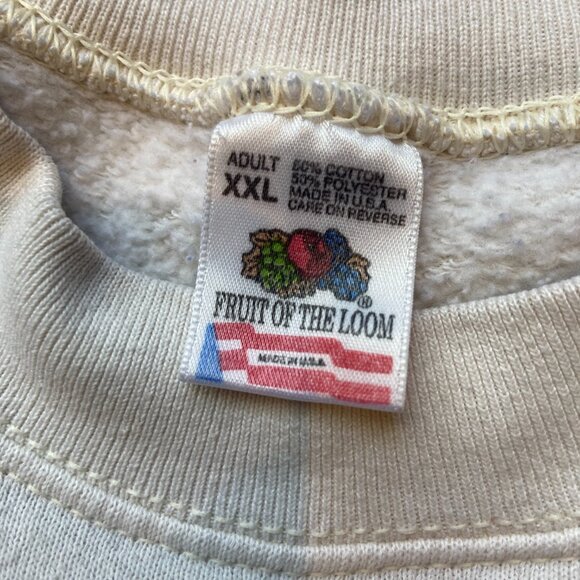 ADULT
XXL
50% COTTON
50% POLYESTER
MADE IN U.S.A.
CARE ON REVERSE
®
FRUIT OF THE LOOM
MADE IN U.S.A.